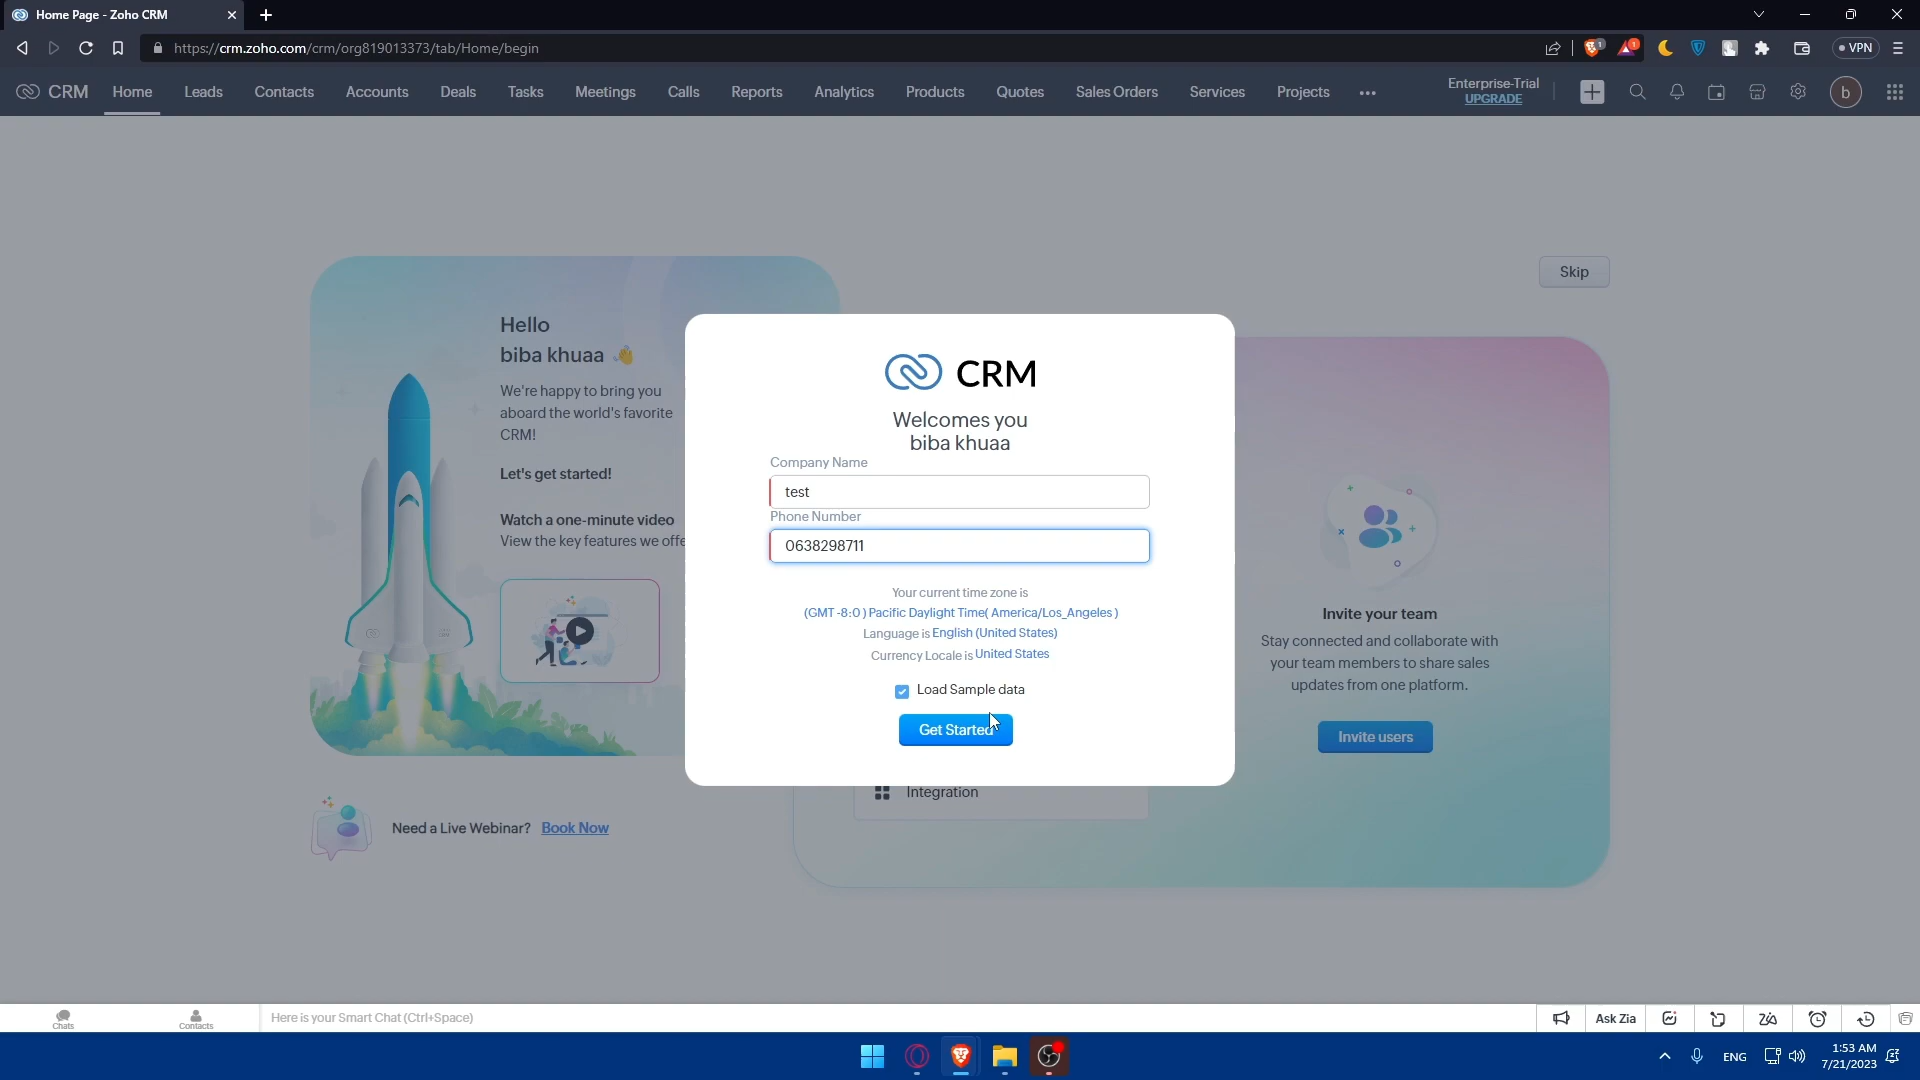 Home Page - Zoho CRM
https://crm.zoho.com/crm/org819013373/tab/Home/begin
VPN
CRM Home Leads Contacts Accounts Deals Tasks Meetings Calls Reports Analytics Products Quotes Sales Orders Services Projects
Enterprise-Trial
UPGRADE
b
Skip
Hello
biba khuaa
We're happy to bring you
aboard the world's favorite
CRM!
Let's get started!
Watch a one-minute video
View the key features we offe
Need a Live Webinar? Book Now
CRM
Welcomes you
biba khuaa
Company Name
test
Phone Number
0638298711
Your current time zone is
(GMT -8:0 ) Pacific Daylight Time( America/Los_Angeles )
Language is English (United States)
Currency Locale is United States
Load Sample data
Get Started
Integration
Invite your team
Stay connected and collaborate with
your team members to share sales
updates from one platform.
Invite users
Chats
Contacts
Here is your Smart Chat (Ctrl+Space)
Ask Zia
ENG
1:53 AM
7/21/2023